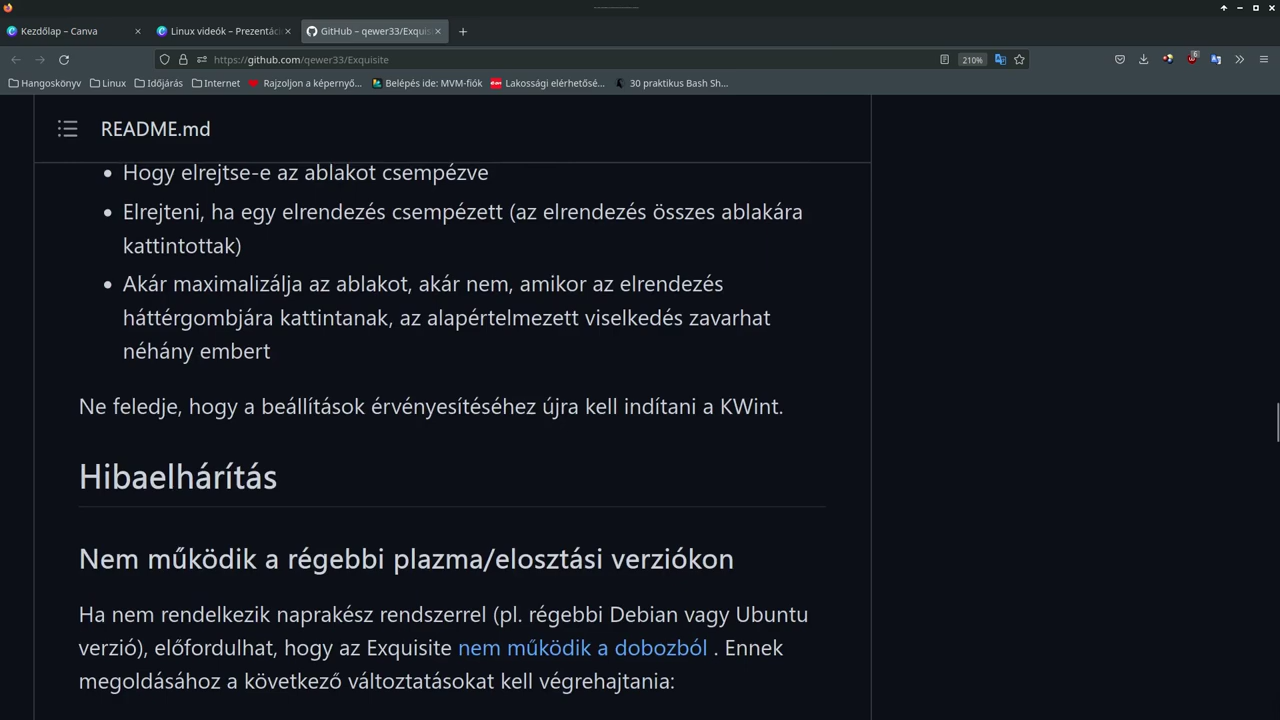 Kezdőlap – Canva
Linux videók – Prezentác
GitHub – qewer33/Exquis
https://github.com/qewer33/Exquisite
210%
6
Hangoskönyv
Linux
Időjárás
Internet
Rajzoljon a képernyő...
Belépés ide: MVM-fiók
Lakossági elérhetősé...
30 praktikus Bash Sh...
README.md
• Hogy elrejtse-e az ablakot csempézve
• Elrejteni, ha egy elrendezés csempézett (az elrendezés összes ablakára
kattintottak)
• Akár maximalizálja az ablakot, akár nem, amikor az elrendezés
háttérgombjára kattintanak, az alapértelmezett viselkedés zavarhat
néhány embert
Ne feledje, hogy a beállítások érvényesítéséhez újra kell indítani a KWint.
Hibaelhárítás
Nem működik a régebbi plazma/elosztási verziókon
Ha nem rendelkezik naprakész rendszerrel (pl. régebbi Debian vagy Ubuntu
verzió), előfordulhat, hogy az Exquisite nem működik a dobozból . Ennek
megoldásához a következő változtatásokat kell végrehajtania: